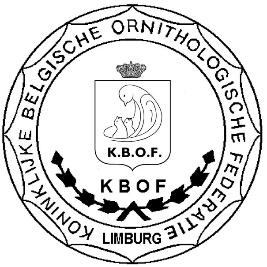 KONINKLIJKE BELGISCHE ORNITHOLOGISCHE FEDERATIE
K.B.O.F.
KBOF
LIMBURG